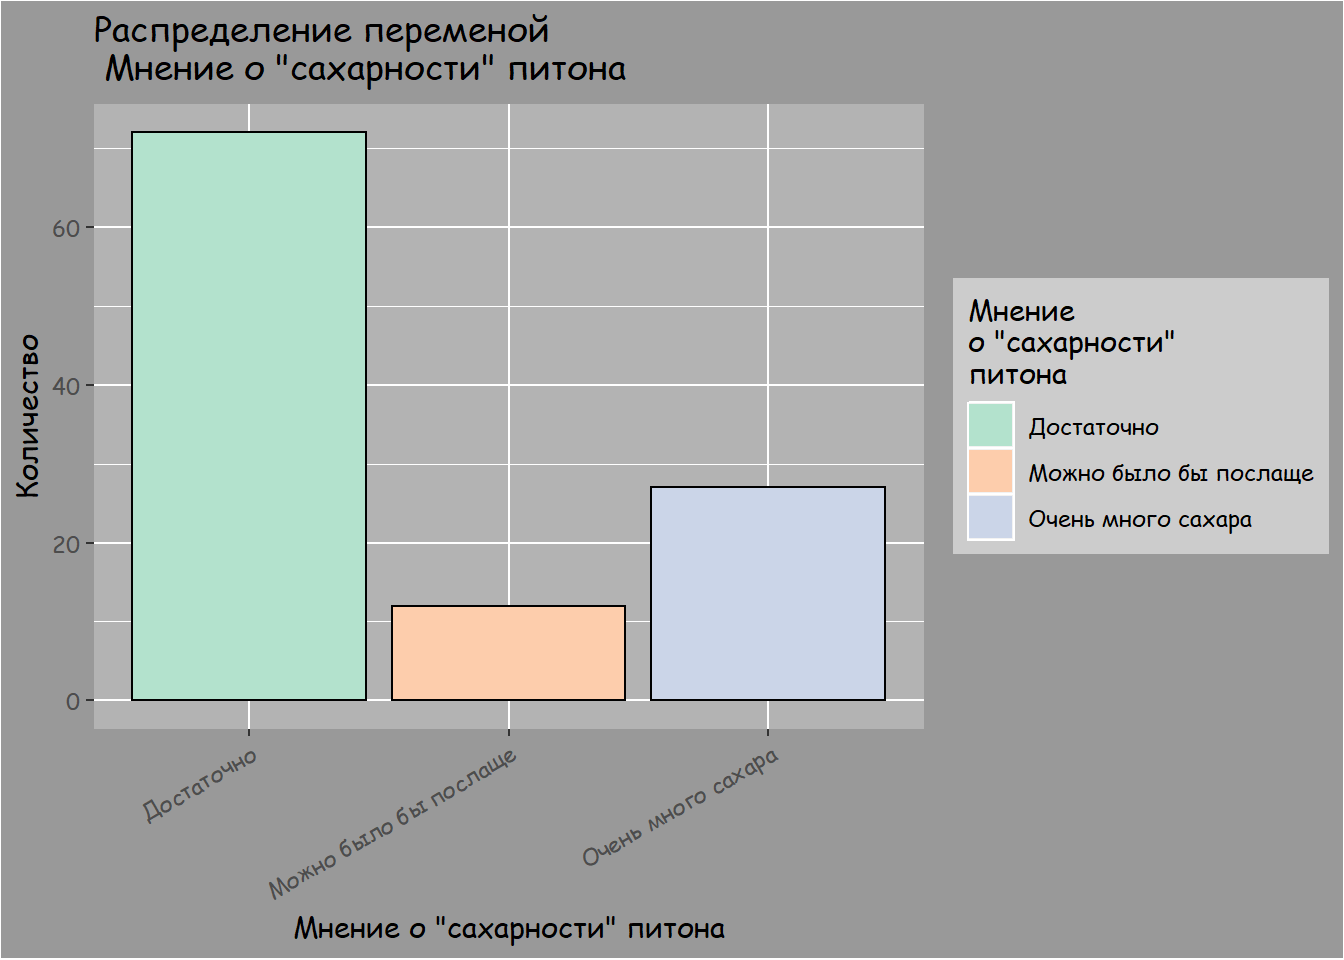 Распределение переменой
Мнение о "сахарности" питона
Количество
60
40
20
0
Достаточно
Можно было бы послаще
Очень много сахара
Мнение о "сахарности" питона
Мнение
о "сахарности"
питона
Достаточно
Можно было бы послаще
Очень много сахара